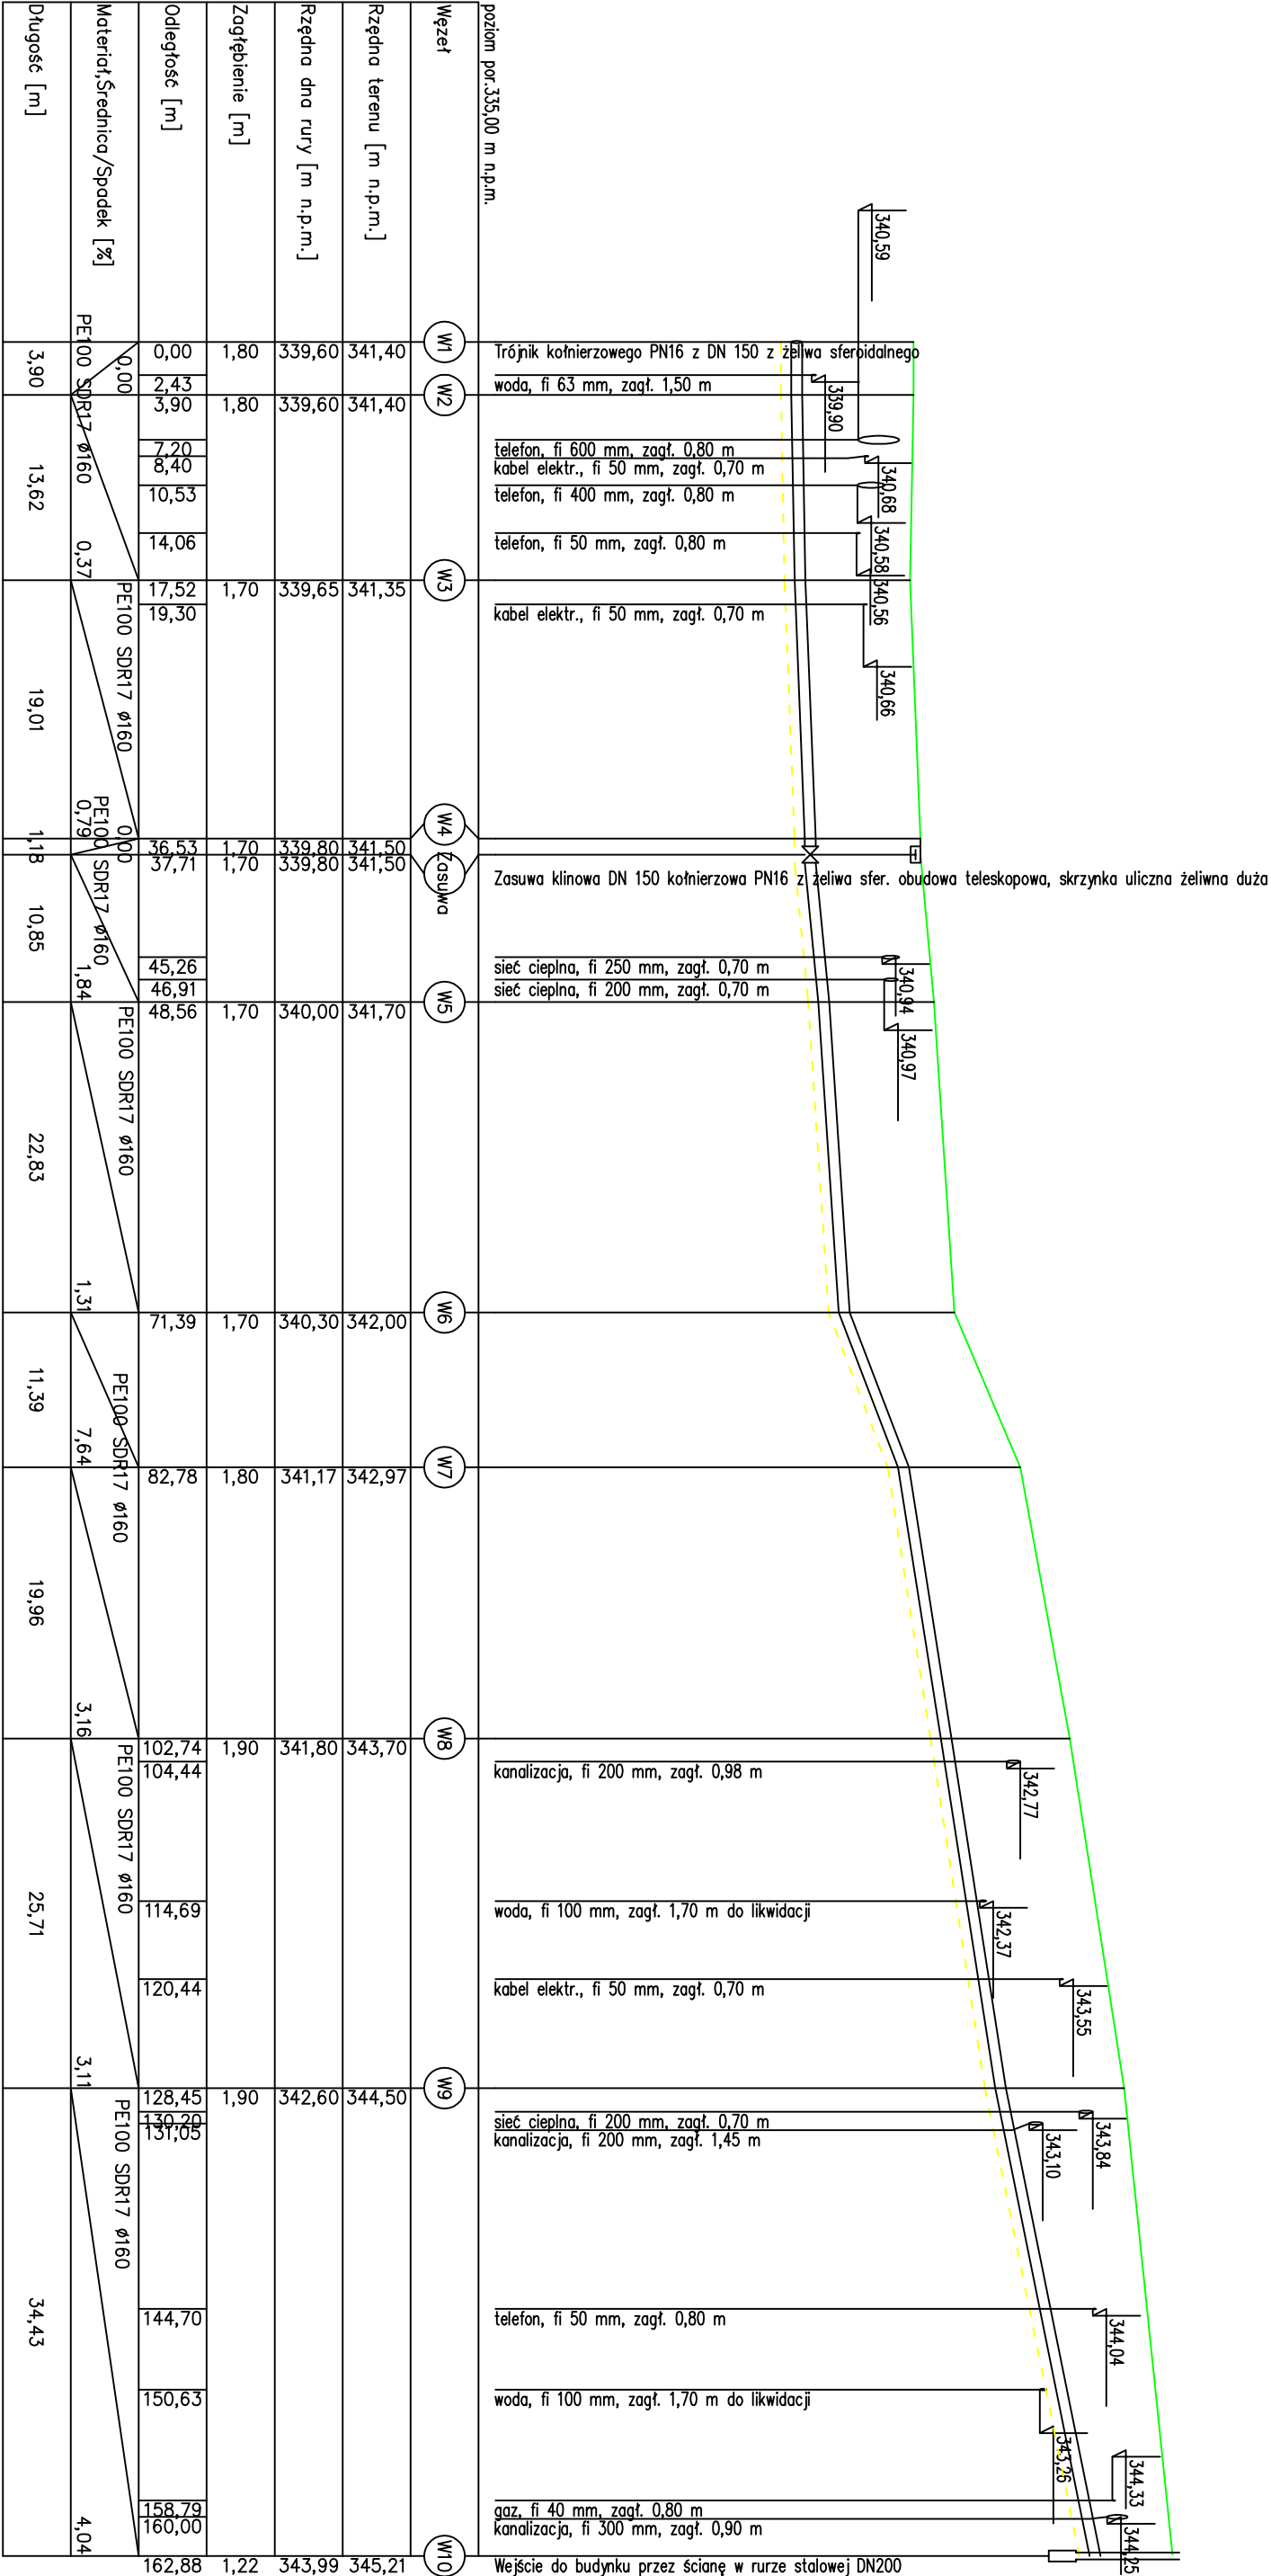 poziom por.335,00 m n.p.m.
Węzeł
W1
W2
W3
W4
Zasuwa
W5
W6
W7
W8
W9
W10
Rzędna terenu [m n.p.m.]
341,40
341,40
341,35
341,50
341,50
341,70
342,00
342,97
343,70
344,50
345,21
Rzędna dna rury [m n.p.m.]
339,60
339,60
339,65
339,80
339,80
340,00
340,30
341,17
341,80
342,60
343,99
Zagłębienie [m]
1,80
1,80
1,70
1,70
1,70
1,70
1,70
1,80
1,90
1,90
1,22
Odległość [m]
0,00
2,43
3,90
7,20
8,40
10,53
14,06
17,52
19,30
36,53
37,71
45,26
46,91
48,56
71,39
82,78
102,74
104,44
114,69
120,44
128,45
130,20
131,05
144,70
150,63
158,79
160,00
162,88
Materiał,Średnica/Spadek [%]
0,00
PE100 SDR17 ø160
0,37
PE100 SDR17 ø160
0,79
0,00
PE100 SDR17 ø160
1,84
PE100 SDR17 ø160
1,31
PE100 SDR17 ø160
7,64
3,16
PE100 SDR17 ø160
3,11
PE100 SDR17 ø160
4,04
Długość [m]
3,90
13,62
19,01
1,18
10,85
22,83
11,39
19,96
25,71
34,43
Trójnik kołnierzowego PN16 z DN 150 z żeliwa sferoidalnego
woda, fi 63 mm, zagł. 1,50 m
telefon, fi 600 mm, zagł. 0,80 m
kabel elektr., fi 50 mm, zagł. 0,70 m
telefon, fi 400 mm, zagł. 0,80 m
telefon, fi 50 mm, zagł. 0,80 m
kabel elektr., fi 50 mm, zagł. 0,70 m
Zasuwa klinowa DN 150 kołnierzowa PN16 z żeliwa sfer. obudowa teleskopowa, skrzynka uliczna żeliwna duża
sieć cieplna, fi 250 mm, zagł. 0,70 m
sieć cieplna, fi 200 mm, zagł. 0,70 m
kanalizacja, fi 200 mm, zagł. 0,98 m
woda, fi 100 mm, zagł. 1,70 m do likwidacji
kabel elektr., fi 50 mm, zagł. 0,70 m
sieć cieplna, fi 200 mm, zagł. 0,70 m
kanalizacja, fi 200 mm, zagł. 1,45 m
telefon, fi 50 mm, zagł. 0,80 m
woda, fi 100 mm, zagł. 1,70 m do likwidacji
gaz, fi 40 mm, zagł. 0,80 m
kanalizacja, fi 300 mm, zagł. 0,90 m
Wejście do budynku przez ścianę w rurze stalowej DN200
340,59
339,90
340,68
340,58
340,56
340,66
340,94
340,97
342,77
342,37
343,55
343,84
343,10
344,04
343,26
344,33
344,25